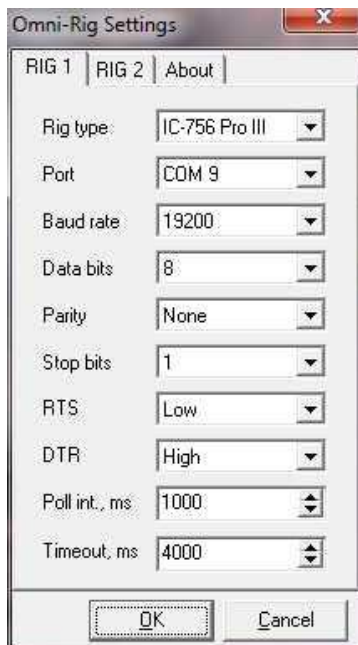 Omni-Rig Settings
RIG 1 RIG 2 About
Rig type IC-756 Pro III
Port COM 9
Baud rate 19200
Data bits 8
Parity None
Stop bits 1
RTS Low
DTR High
Poll int., ms 1000
Timeout, ms 4000
OK Cancel